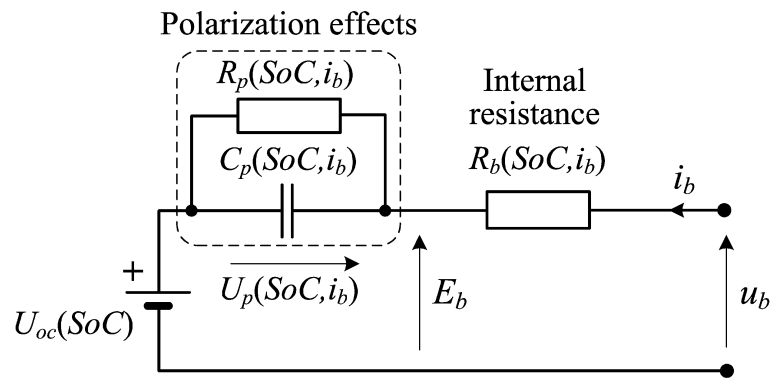 Polarization effects
Rp(SoC,ib)
Internal
resistance
Cp(SoC,ib)
Rb(SoC,ib)
ib
+
Up(SoC,ib)
Eb
ub
Uoc(SoC)